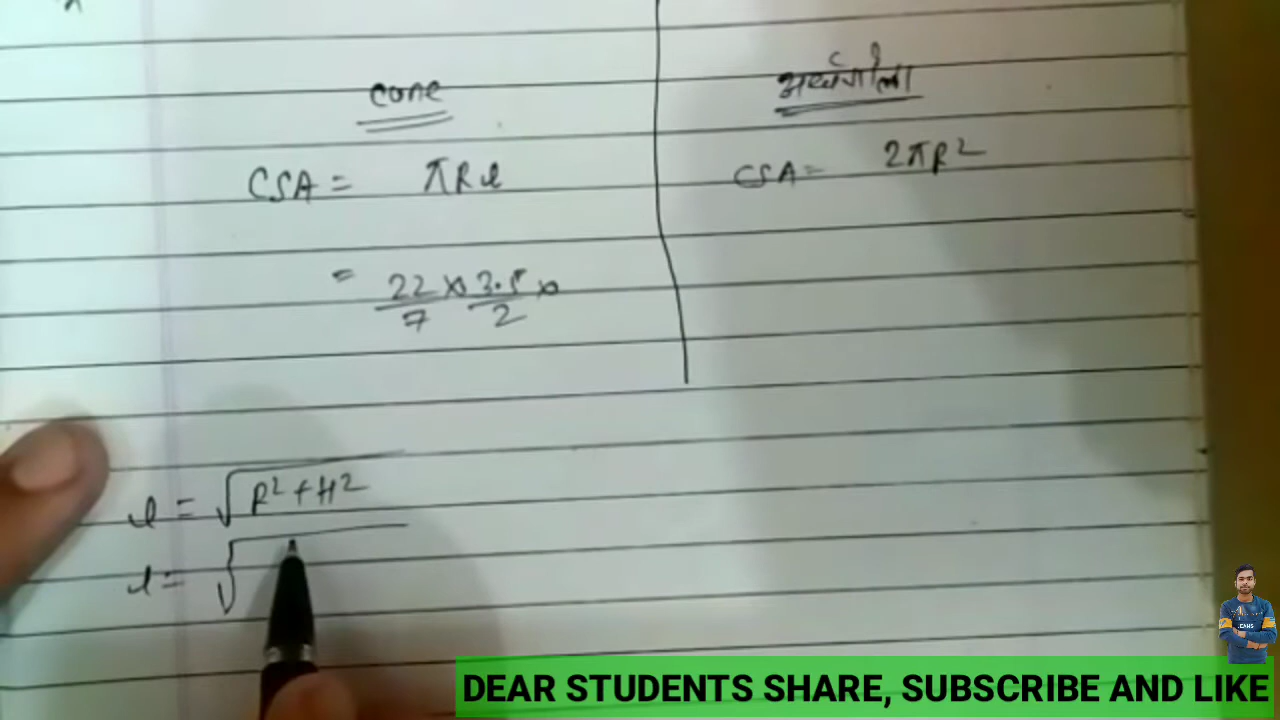 cone
CSA = πRl
= 22/7 × 3.5/2 ×
अर्धगोला
CSA = 2πR²
l = √R²+H²
l = √
DEAR STUDENTS SHARE, SUBSCRIBE AND LIKE